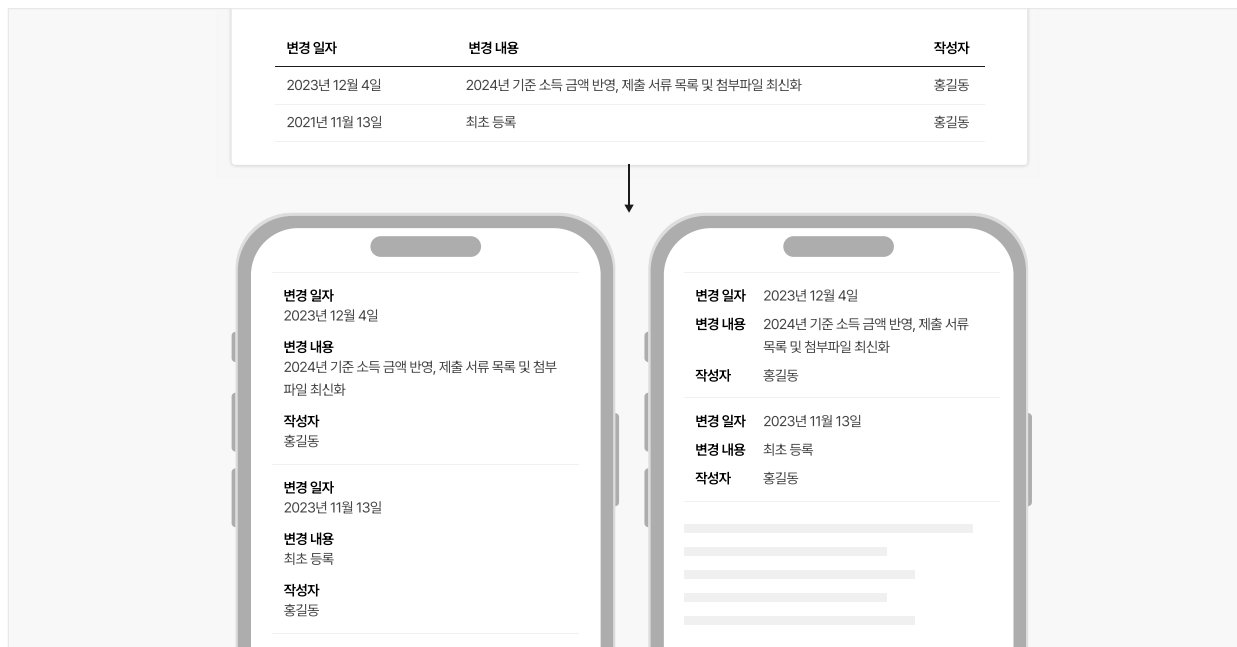 변경 일자 변경 내용 작성자
2023년 12월 4일 2024년 기준 소득 금액 반영, 제출 서류 목록 및 첨부파일 최신화 홍길동
2021년 11월 13일 최초 등록 홍길동
변경 일자
2023년 12월 4일
변경 내용
2024년 기준 소득 금액 반영, 제출 서류 목록 및 첨부
파일 최신화
작성자
홍길동
변경 일자
2023년 11월 13일
변경 내용
최초 등록
작성자
홍길동
변경 일자 2023년 12월 4일
변경 내용 2024년 기준 소득 금액 반영, 제출 서류
목록 및 첨부파일 최신화
작성자 홍길동
변경 일자 2023년 11월 13일
변경 내용 최초 등록
작성자 홍길동